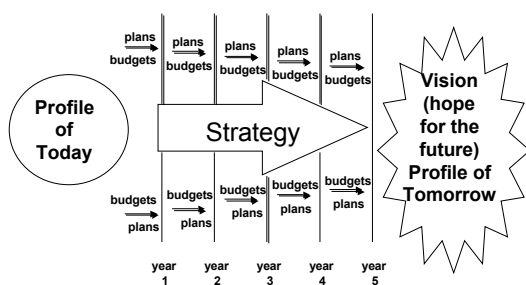 plans
budgets
plans
budgets
plans
budgets
plans
budgets
plans
budgets
Profile
of
Today
Strategy
Vision
(hope
for the
future)
Profile of
Tomorrow
budgets
plans
budgets
plans
budgets
plans
budgets
plans
budgets
plans
year
1
year
2
year
3
year
4
year
5